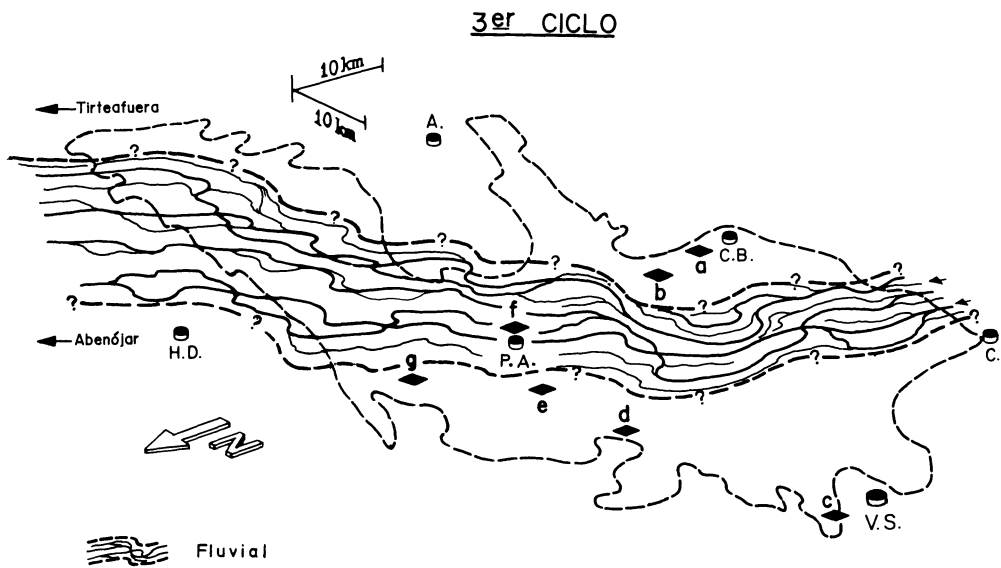 3er CICLO
10 km
10 km
Tirteafuera
A.
?
?
?
?
?
?
?
?
C.B.
a
b
?
?
f
P.A.
Abenójar
H.D.
?
g
e
?
?
?
C.
d
N
c
V.S.
Fluvial